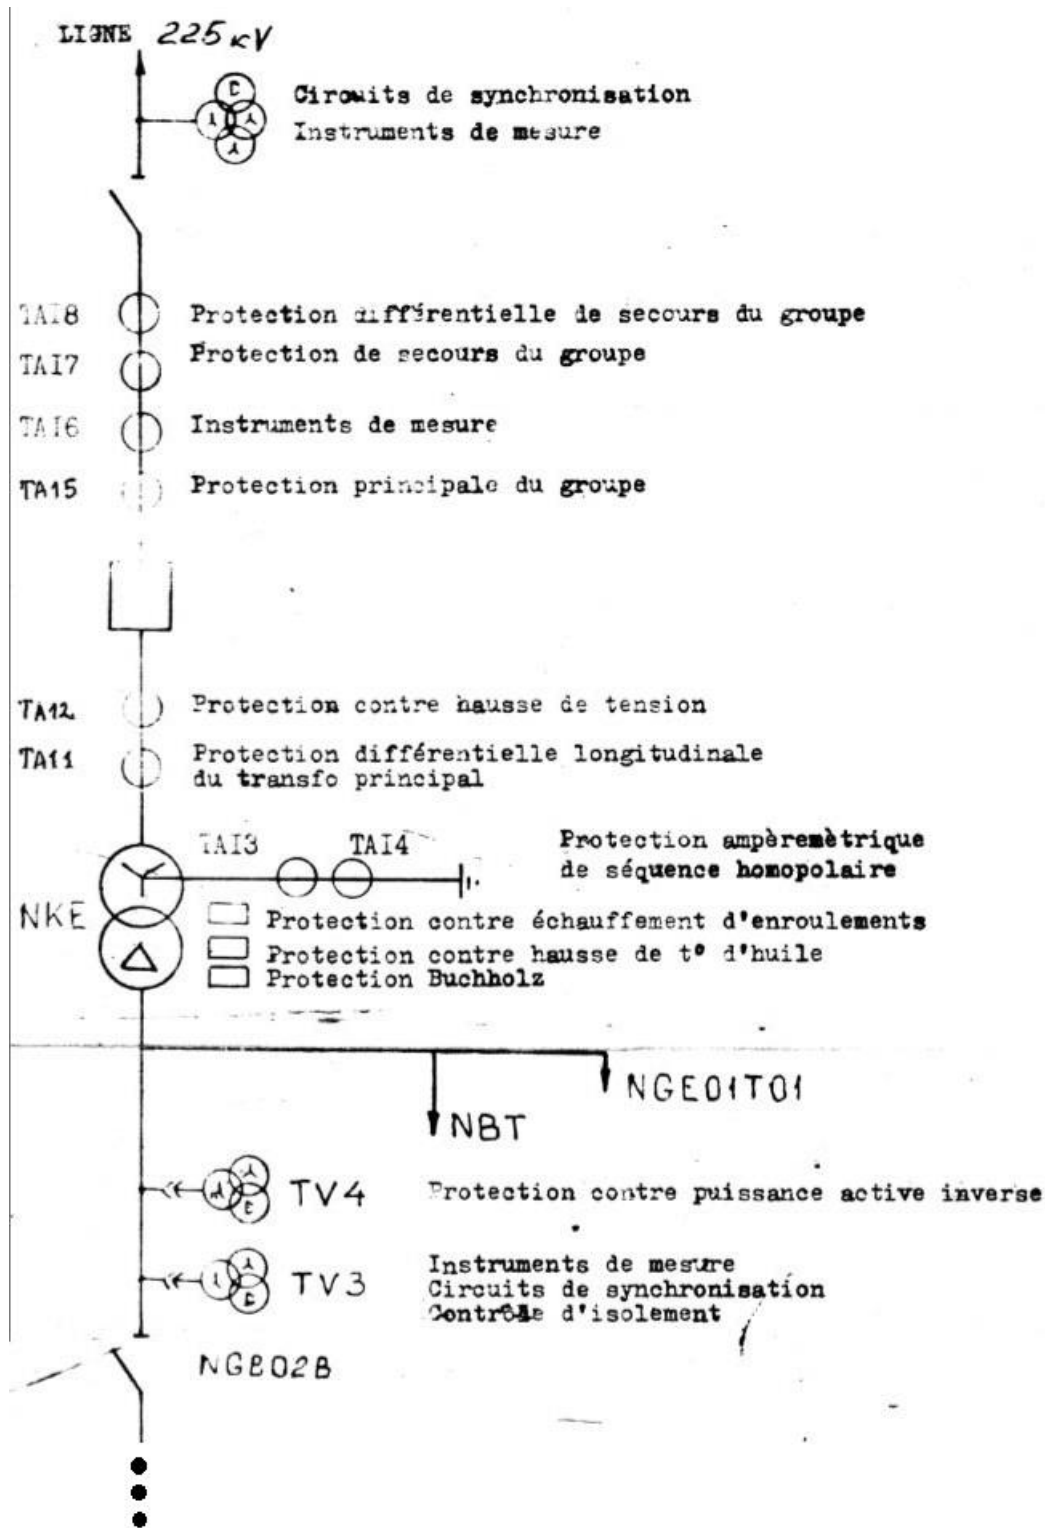 LIGNE 225 KV
Circuits de synchronisation
Instruments de mesure
TAI8 Protection différentielle de secours du groupe
TAI7 Protection de secours du groupe
TAI6 Instruments de mesure
TA15 Protection principale du groupe
TA12 Protection contre hausse de tension
TA11 Protection différentielle longitudinale
du transfo principal
TAI3 TAI4 Protection ampèremètrique
de séquence homopolaire
NKE
Protection contre échauffement d'enroulements
Protection contre hausse de t° d'huile
Protection Buchholz
NGE01T01
NBT
TV4 Protection contre puissance active inverse
TV3 Instruments de mesure
Circuits de synchronisation
Contrôle d'isolement